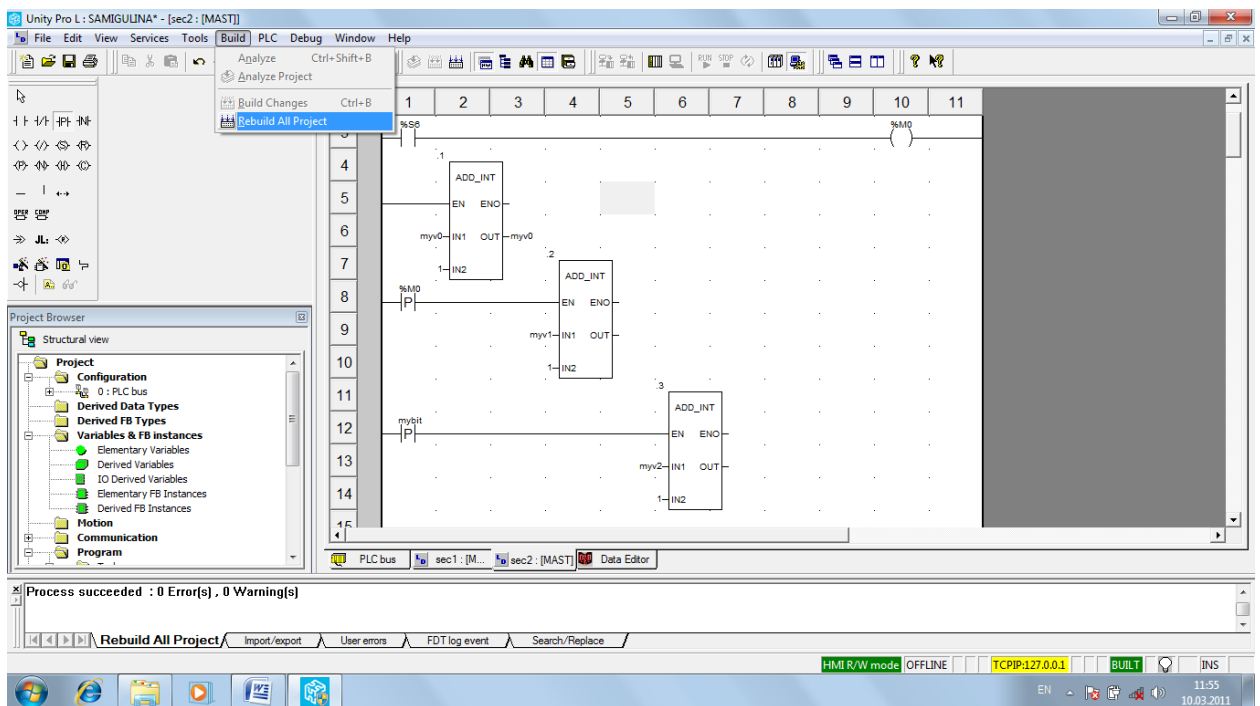 Unity Pro L : SAMIGULINA* - [sec2 : [MAST]]
File Edit View Services Tools Build PLC Debug Window Help
Analyze Ctrl+Shift+B
Analyze Project
Build Changes Ctrl+B
Rebuild All Project
RUN STOP
1 2 3 4 5 6 7 8 9 10 11
3
%S6 %M0
4
.1
ADD_INT
5
EN ENO
6
myv0 IN1 OUT myv0
7
1 IN2
.2
ADD_INT
8
%M0
P
EN ENO
9
myv1 IN1 OUT
10
1 IN2
11
.3
ADD_INT
12
mybit
P
EN ENO
13
myv2 IN1 OUT
14
1 IN2
15
OPER COMP
JL:
Project Browser
Structural view
Project
Configuration
0 : PLC bus
Derived Data Types
Derived FB Types
Variables & FB instances
Elementary Variables
Derived Variables
IO Derived Variables
Elementary FB Instances
Derived FB Instances
Motion
Communication
Program
PLC bus sec1 : [M... sec2 : [MAST] Data Editor
Process succeeded : 0 Error(s) , 0 Warning(s)
Rebuild All Project Import/export User errors FDT log event Search/Replace
HMI R/W mode OFFLINE TCPIP:127.0.0.1 BUILT INS
EN 11:55
10.03.2011